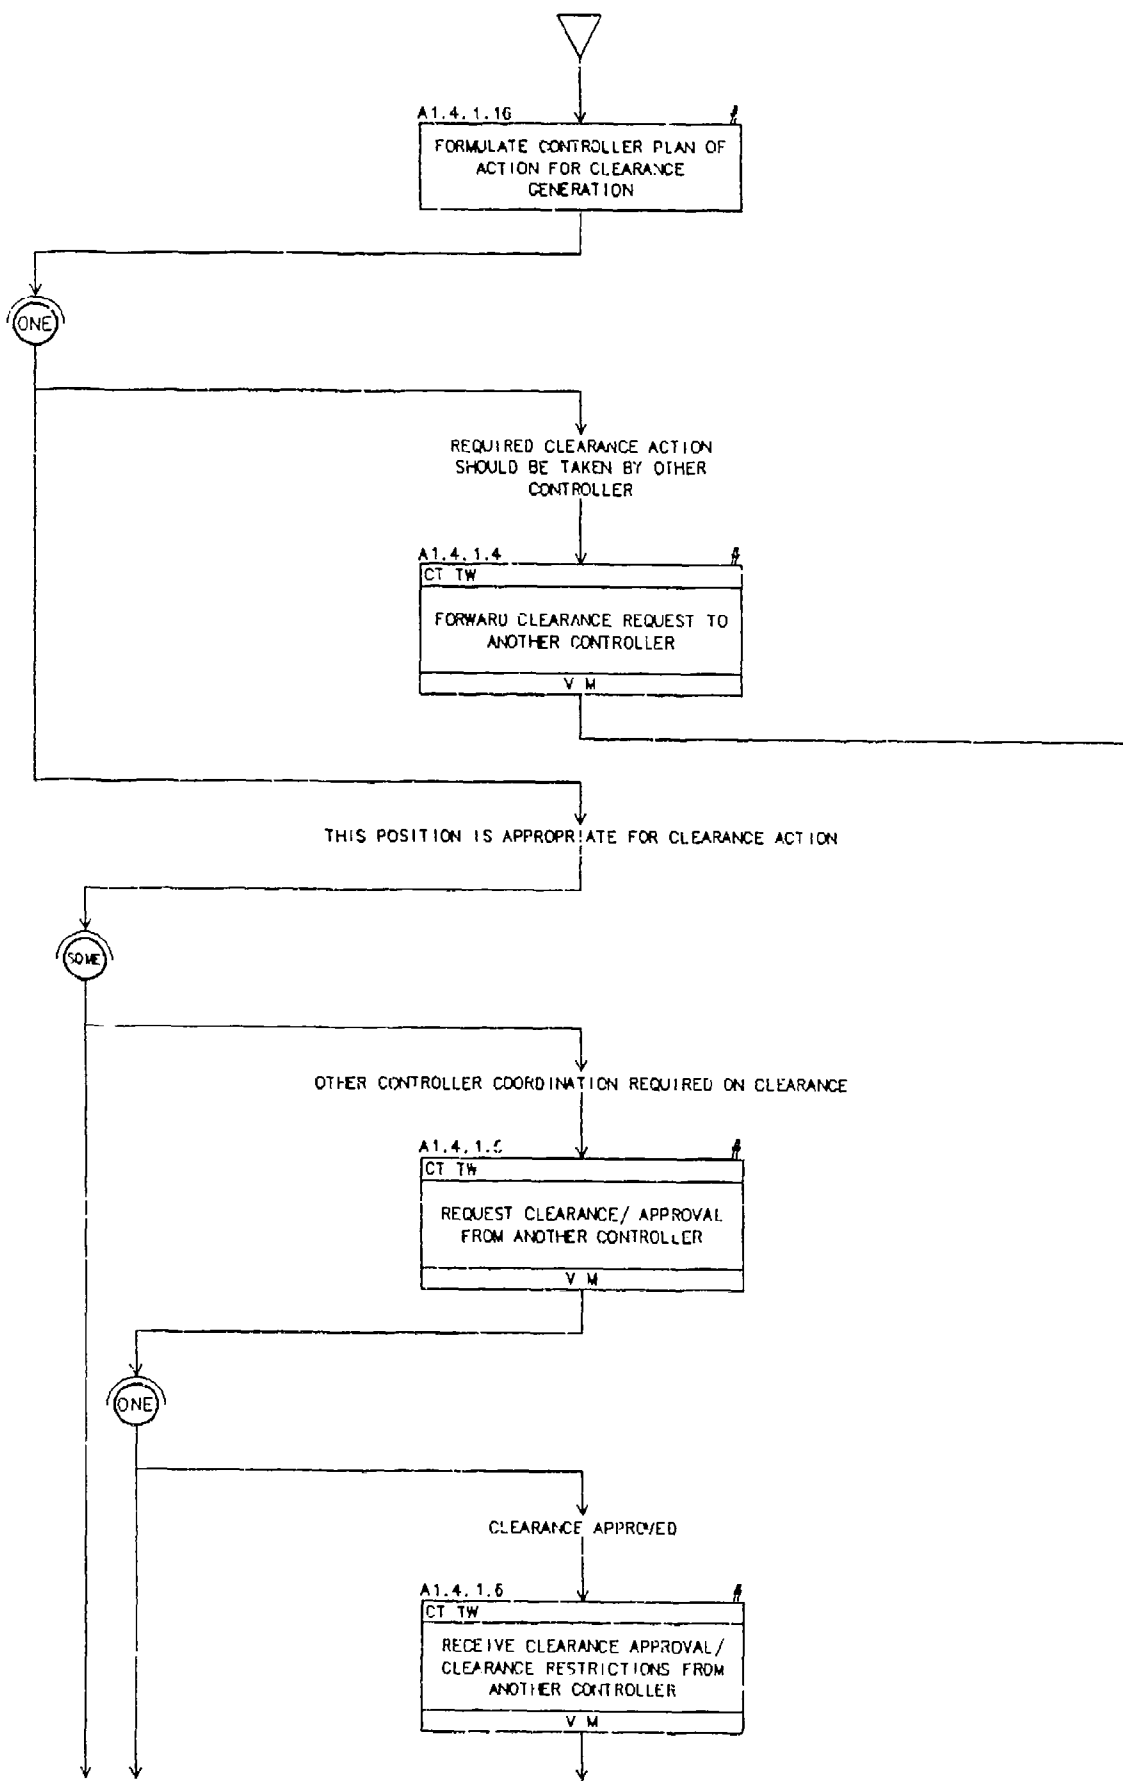 A1.4.1.16
FORMULATE CONTROLLER PLAN OF
ACTION FOR CLEARANCE
GENERATION
ONE
REQUIRED CLEARANCE ACTION
SHOULD BE TAKEN BY OTHER
CONTROLLER
A1.4.1.4
CT TW
FORWARD CLEARANCE REQUEST TO
ANOTHER CONTROLLER
V M
THIS POSITION IS APPROPRIATE FOR CLEARANCE ACTION
SOME
OTHER CONTROLLER COORDINATION REQUIRED ON CLEARANCE
CT TW
REQUEST CLEARANCE/ APPROVAL
FROM ANOTHER CONTROLLER
V M
ONE
CLEARANCE APPROVED
A1.4.1.6
CT TW
RECEIVE CLEARANCE APPROVAL/
CLEARANCE RESTRICTIONS FROM
ANOTHER CONTROLLER
V M